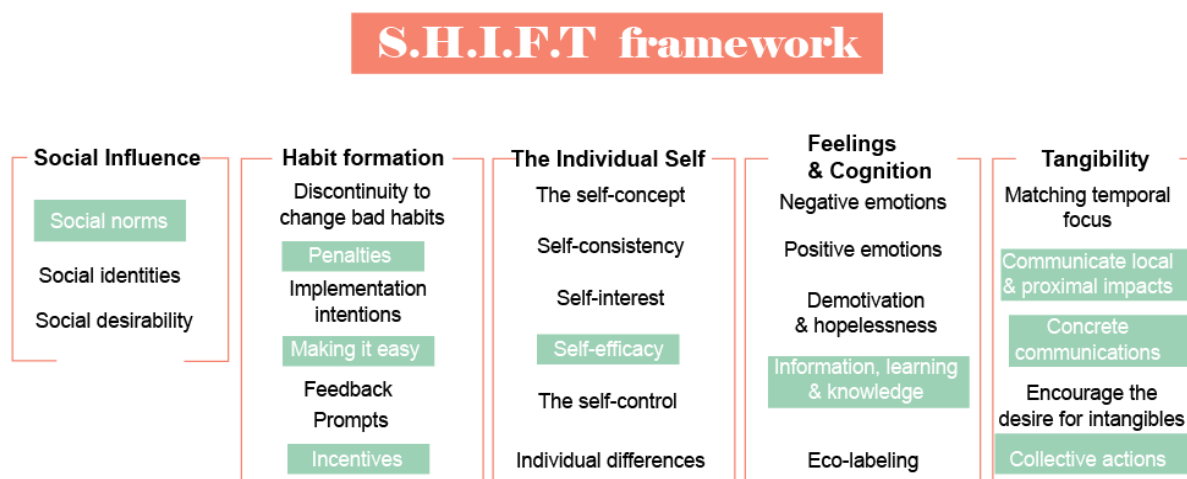 S.H.I.F.T framework
Social Influence
Social norms
Social identities
Social desirability
Habit formation
Discontinuity to
change bad habits
Penalties
Implementation
intentions
Making it easy
Feedback
Prompts
Incentives
The Individual Self
The self-concept
Self-consistency
Self-interest
Self-efficacy
The self-control
Individual differences
Feelings
& Cognition
Negative emotions
Positive emotions
Demotivation
& hopelessness
Information, learning
& knowledge
Eco-labeling
Tangibility
Matching temporal
focus
Communicate local
& proximal impacts
Concrete
communications
Encourage the
desire for intangibles
Collective actions